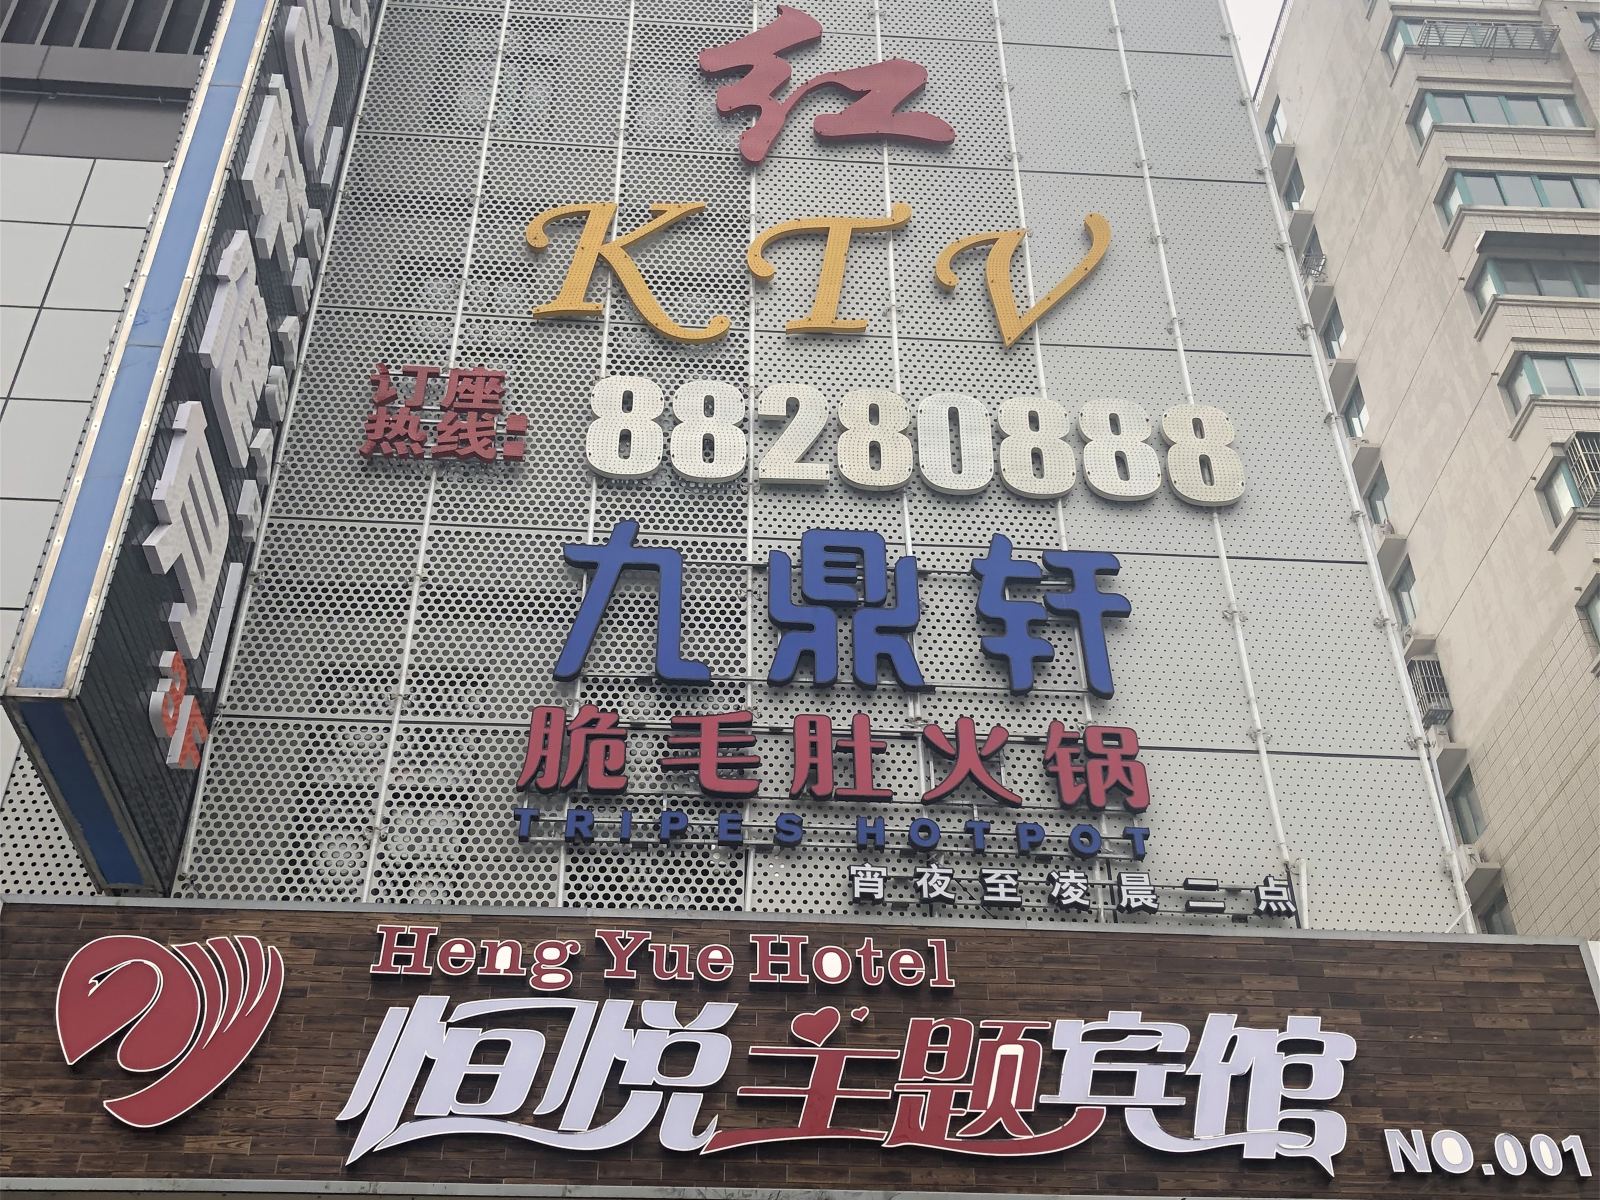 红
KTV
订座
热线:
88280888
九鼎轩
脆毛肚火锅
TRIPES HOTPOT
宵夜至凌晨二点
Heng Yue Hotel
恒悦主题宾馆
NO.001